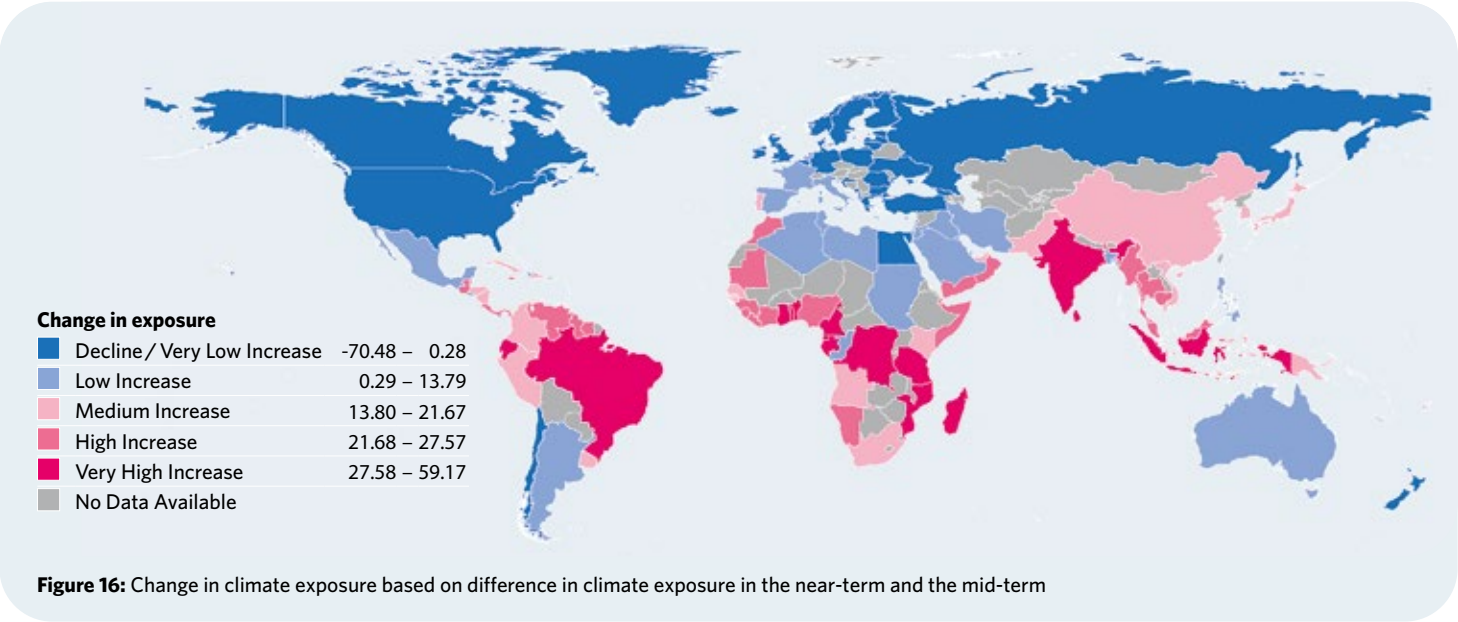 Change in exposure
Decline / Very Low Increase -70.48 – 0.28
Low Increase 0.29 – 13.79
Medium Increase 13.80 – 21.67
High Increase 21.68 – 27.57
Very High Increase 27.58 – 59.17
No Data Available
Figure 16: Change in climate exposure based on difference in climate exposure in the near-term and the mid-term